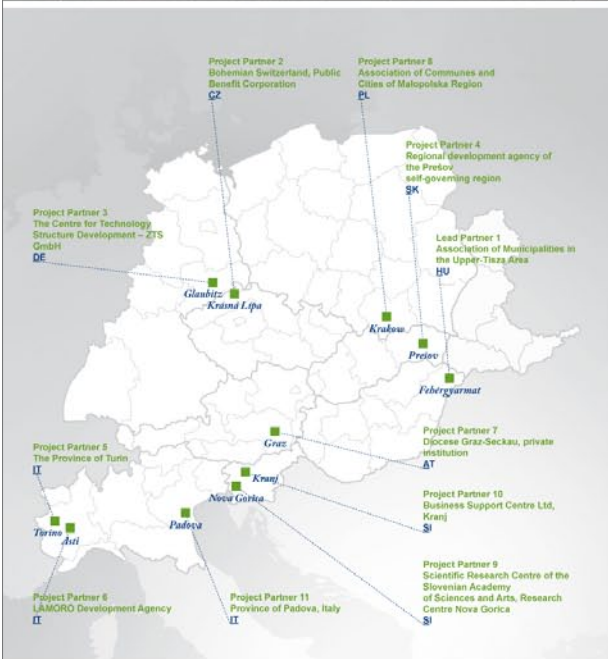 Project Partner 2
Bohemian Switzerland, Public
Benefit Corporation
CZ
Project Partner 8
Association of Communes and
Cities of Malopolska Region
PL
Project Partner 4
Regional development agency of
the Prešov
self-governing region
SK
Project Partner 3
The Centre for Technology
Structure Development – ZTS
GmbH
DE
Lead Partner 1
Association of Municipalities in
the Upper-Tisza Area
HU
Glaubitz
Krásná Lípa
Krakow
Prešov
Fehérgyarmat
Graz
Project Partner 7
Diocese Graz-Seckau, private
institution
AT
Project Partner 5
The Province of Turin
IT
Kranj
Nova Gorica
Project Partner 10
Business Support Centre Ltd,
Kranj
SI
Torino
Asti
Padova
Project Partner 9
Scientific Research Centre of the
Slovenian Academy
of Sciences and Arts, Research
Centre Nova Gorica
SI
Project Partner 6
LAMORO Development Agency
IT
Project Partner 11
Province of Padova, Italy
IT